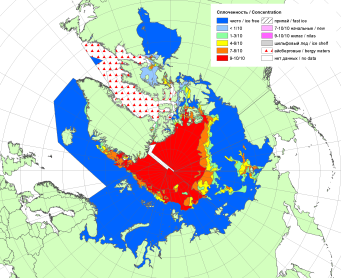 Сплоченность / Concentration
чисто / ice free
< 1/10
1-3/10
4-6/10
7-8/10
9-10/10
припай / fast ice
7-10/10 начальные / new
9-10/10 нилас / nilas
шельфовый лед / ice shelf
айсберговые / bergy waters
нет данных / no data